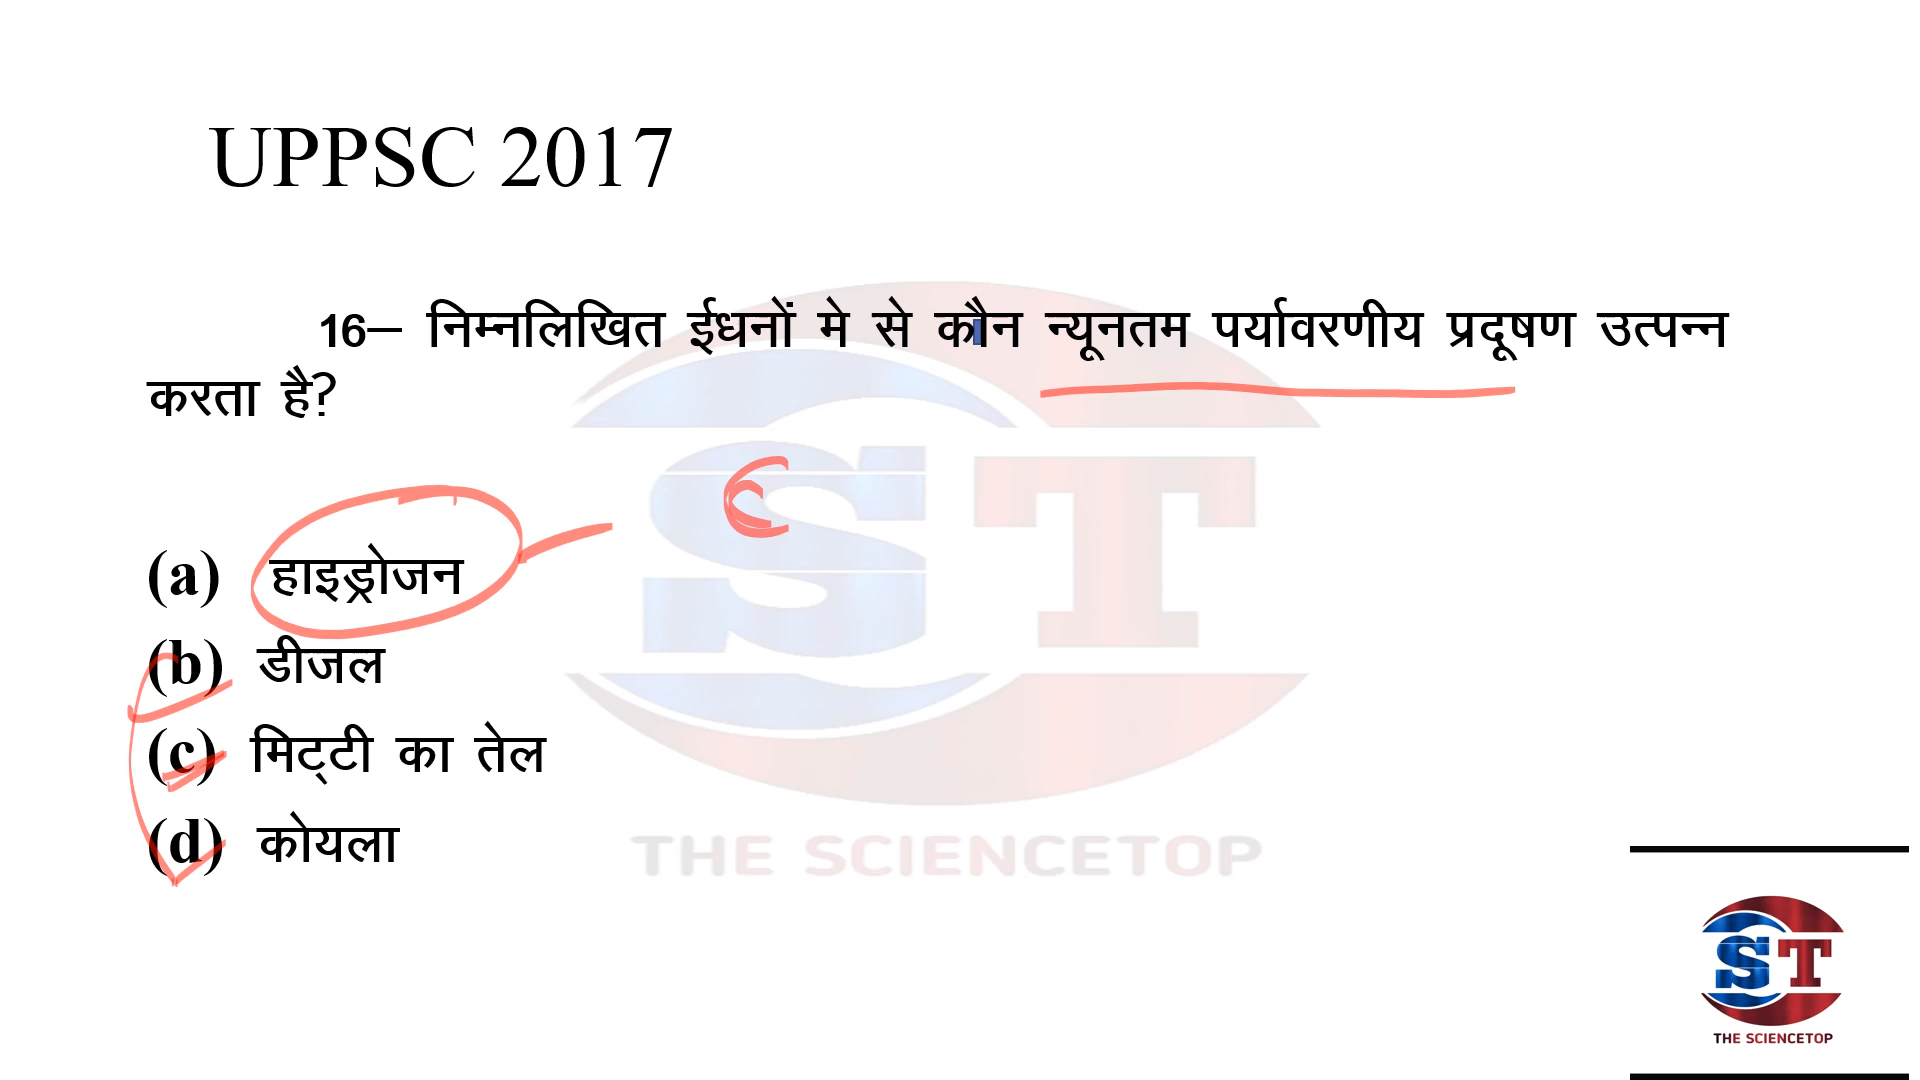 UPPSC 2017
16– निम्नलिखित ईधनों मे से कौन न्यूनतम पर्यावरणीय प्रदूषण उत्पन्न
करता है?
C
(a) हाइड्रोजन
(b) डीजल
(c) मिट्टी का तेल
(d) कोयला
ST
THE SCIENCETOP
ST
THE SCIENCETOP